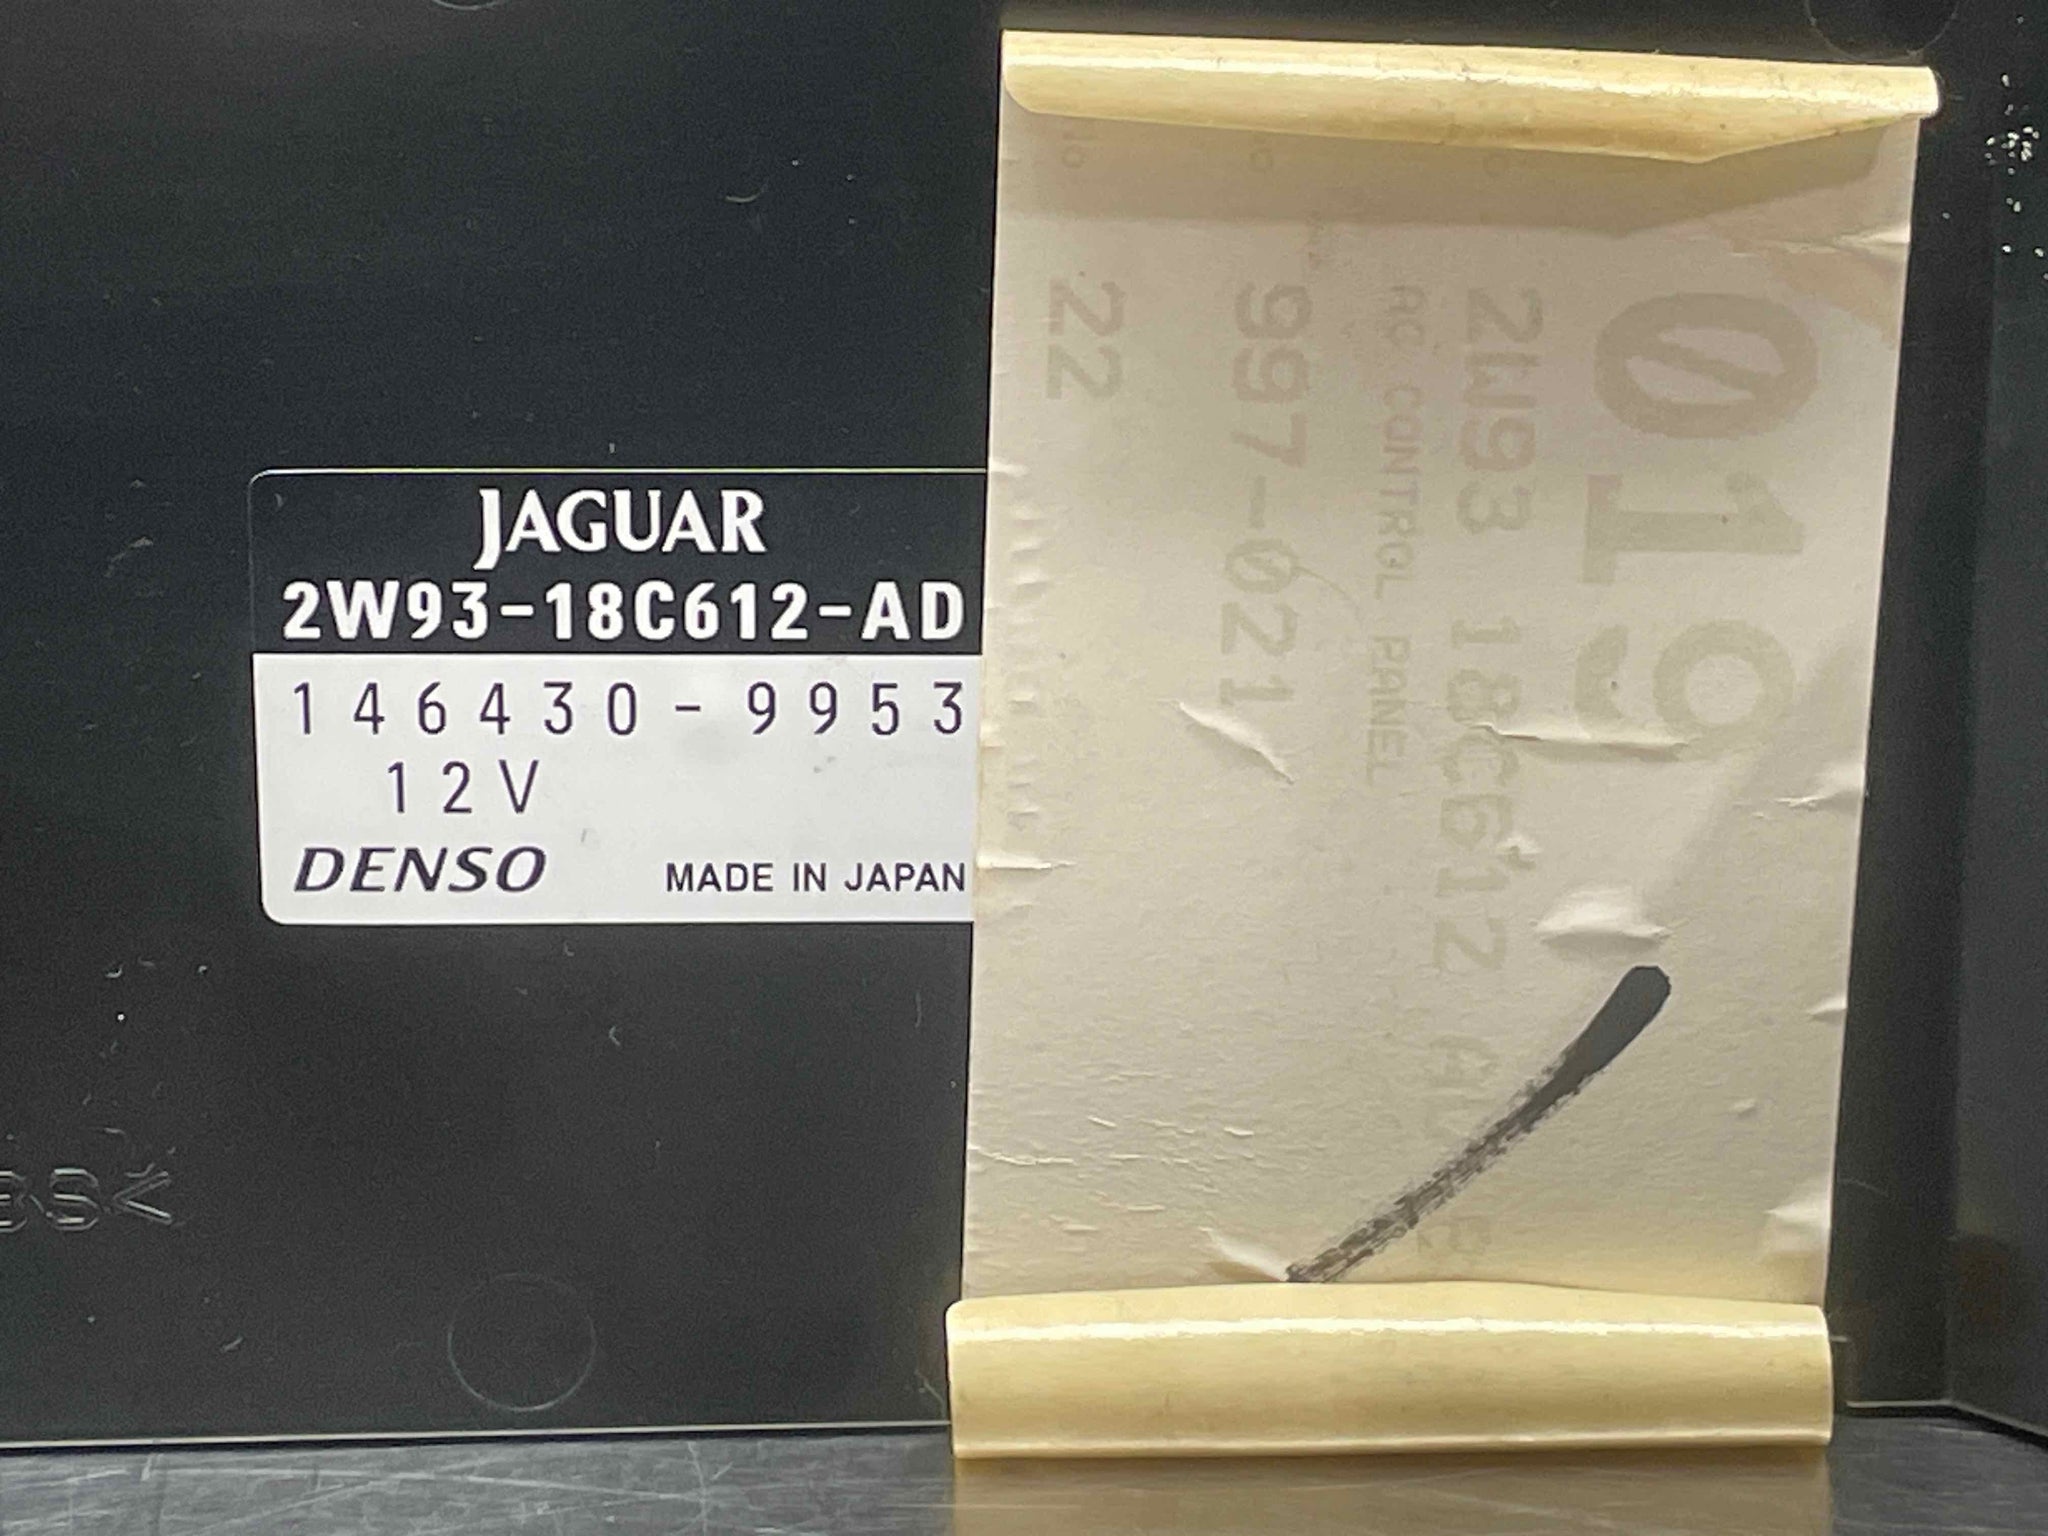 JAGUAR
2W93-18C612-AD
146430-9953
12V
DENSO MADE IN JAPAN
019
2W93 18C612
AC CONTROL PANEL
997-021
22